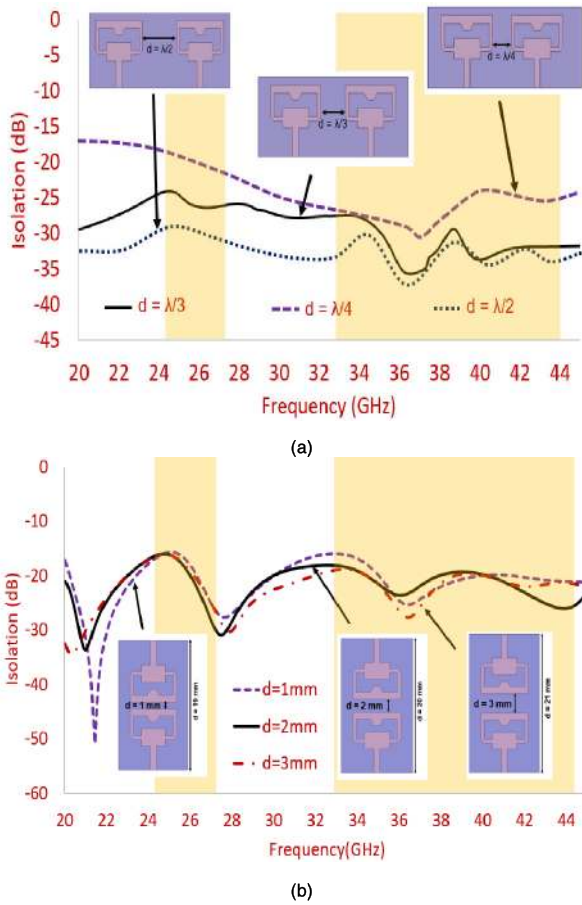 0
-5
-10
-15
-20
-25
-30
-35
-40
-45
Isolation (dB)
d = λ/2
d = λ/3
d = λ/4
d = λ/3
d = λ/4
d = λ/2
20 22 24 26 28 30 32 34 36 38 40 42 44
Frequency (GHz)
(a)
0
-10
-20
-30
-40
-50
-60
Isolation (dB)
d = 1 mm
d = 2 mm
d = 20 mm
d = 3 mm
d = 21 mm
d=1mm
d=2mm
d=3mm
20 22 24 26 28 30 32 34 36 38 40 42 44
Frequency(GHz)
(b)